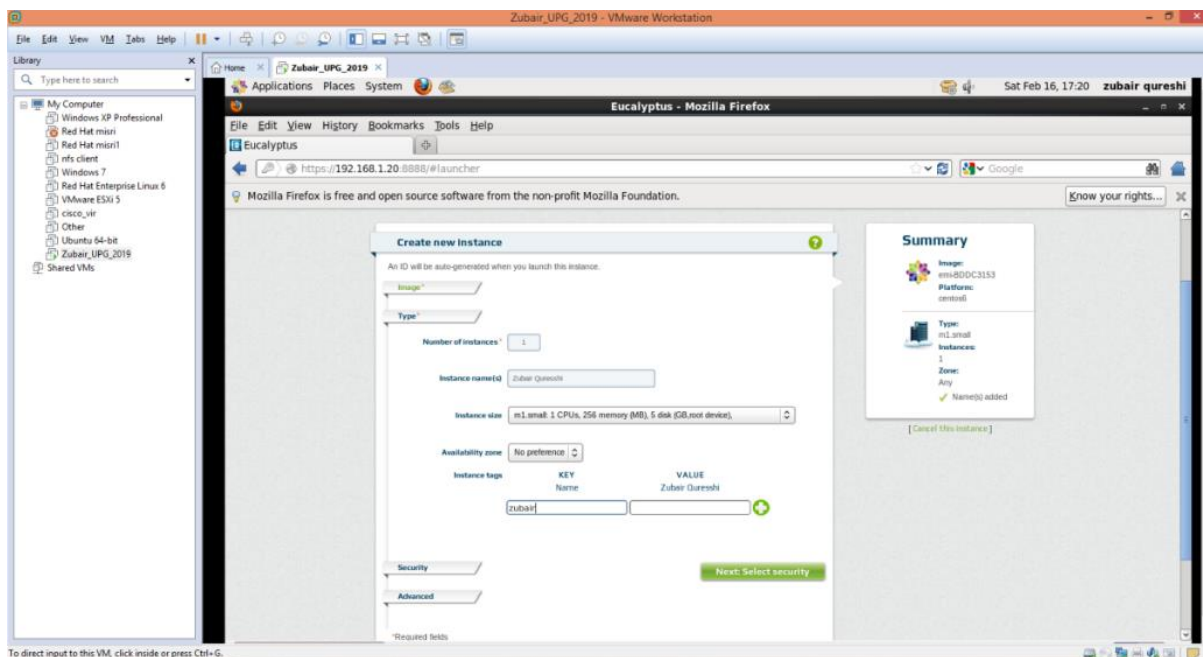 Zubair_UPG_2019 - VMware Workstation
File Edit View VM Tabs Help
Library
Type here to search
My Computer
Windows XP Professional
Red Hat misri
Red Hat misri1
nfs client
Windows 7
Red Hat Enterprise Linux 6
VMware ESXi 5
cisco_vir
Other
Ubuntu 64-bit
Zubair_UPG_2019
Shared VMs
Home Zubair_UPG_2019
Applications Places System Sat Feb 16, 17:20 zubair qureshi
Eucalyptus - Mozilla Firefox
File Edit View History Bookmarks Tools Help
Eucalyptus
https://192.168.1.20:8888/#launcher Google
Mozilla Firefox is free and open source software from the non-profit Mozilla Foundation. Know your rights...
Create new instance
An ID will be auto-generated when you launch this instance.
Image*
Type*
Number of instances* 1
Instance name(s) Zubair Quresshi
Instance size m1.small: 1 CPUs, 256 memory (MB), 5 disk (GB,root device),
Availability zone No preference
Instance tags KEY VALUE
Name Zubair Quresshi
zubair
Security
Next: Select security
Advanced
*Required fields
Summary
Image:
emi-BDDC3153
Platform:
centos6
Type:
m1.small
Instances:
1
Zone:
Any
Name(s) added
[ Cancel this instance ]
To direct input to this VM, click inside or press Ctrl+G.